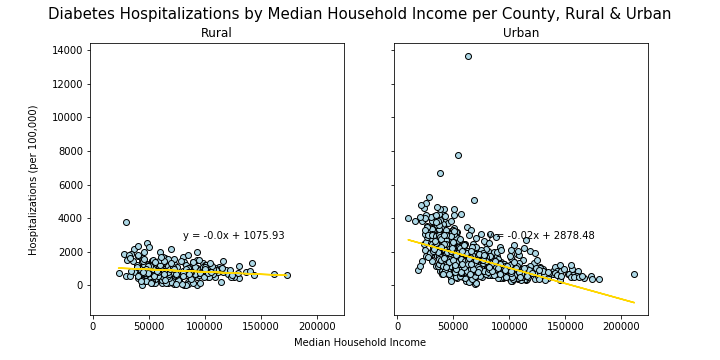 Diabetes Hospitalizations by Median Household Income per County, Rural & Urban
Rural
Urban
Hospitalizations (per 100,000)
14000
12000
10000
8000
6000
4000
2000
0
y = -0.0x + 1075.93
= -0.02x + 2878.48
0 50000 100000 150000 200000
0 50000 100000 150000 200000
Median Household Income